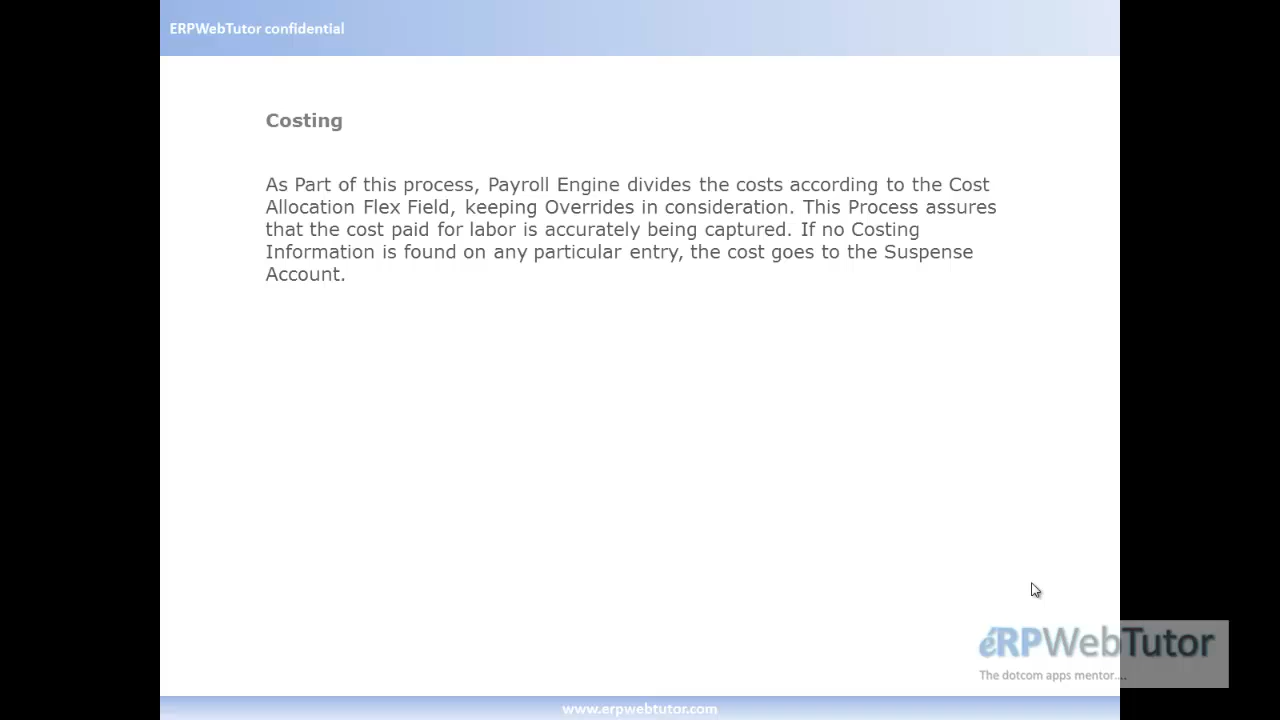 ERPWebTutor confidential
Costing
As Part of this process, Payroll Engine divides the costs according to the Cost
Allocation Flex Field, keeping Overrides in consideration. This Process assures
that the cost paid for labor is accurately being captured. If no Costing
Information is found on any particular entry, the cost goes to the Suspense
Account.
éRPWebTutor
The dotcom apps mentor....
www.erpwebtutor.com